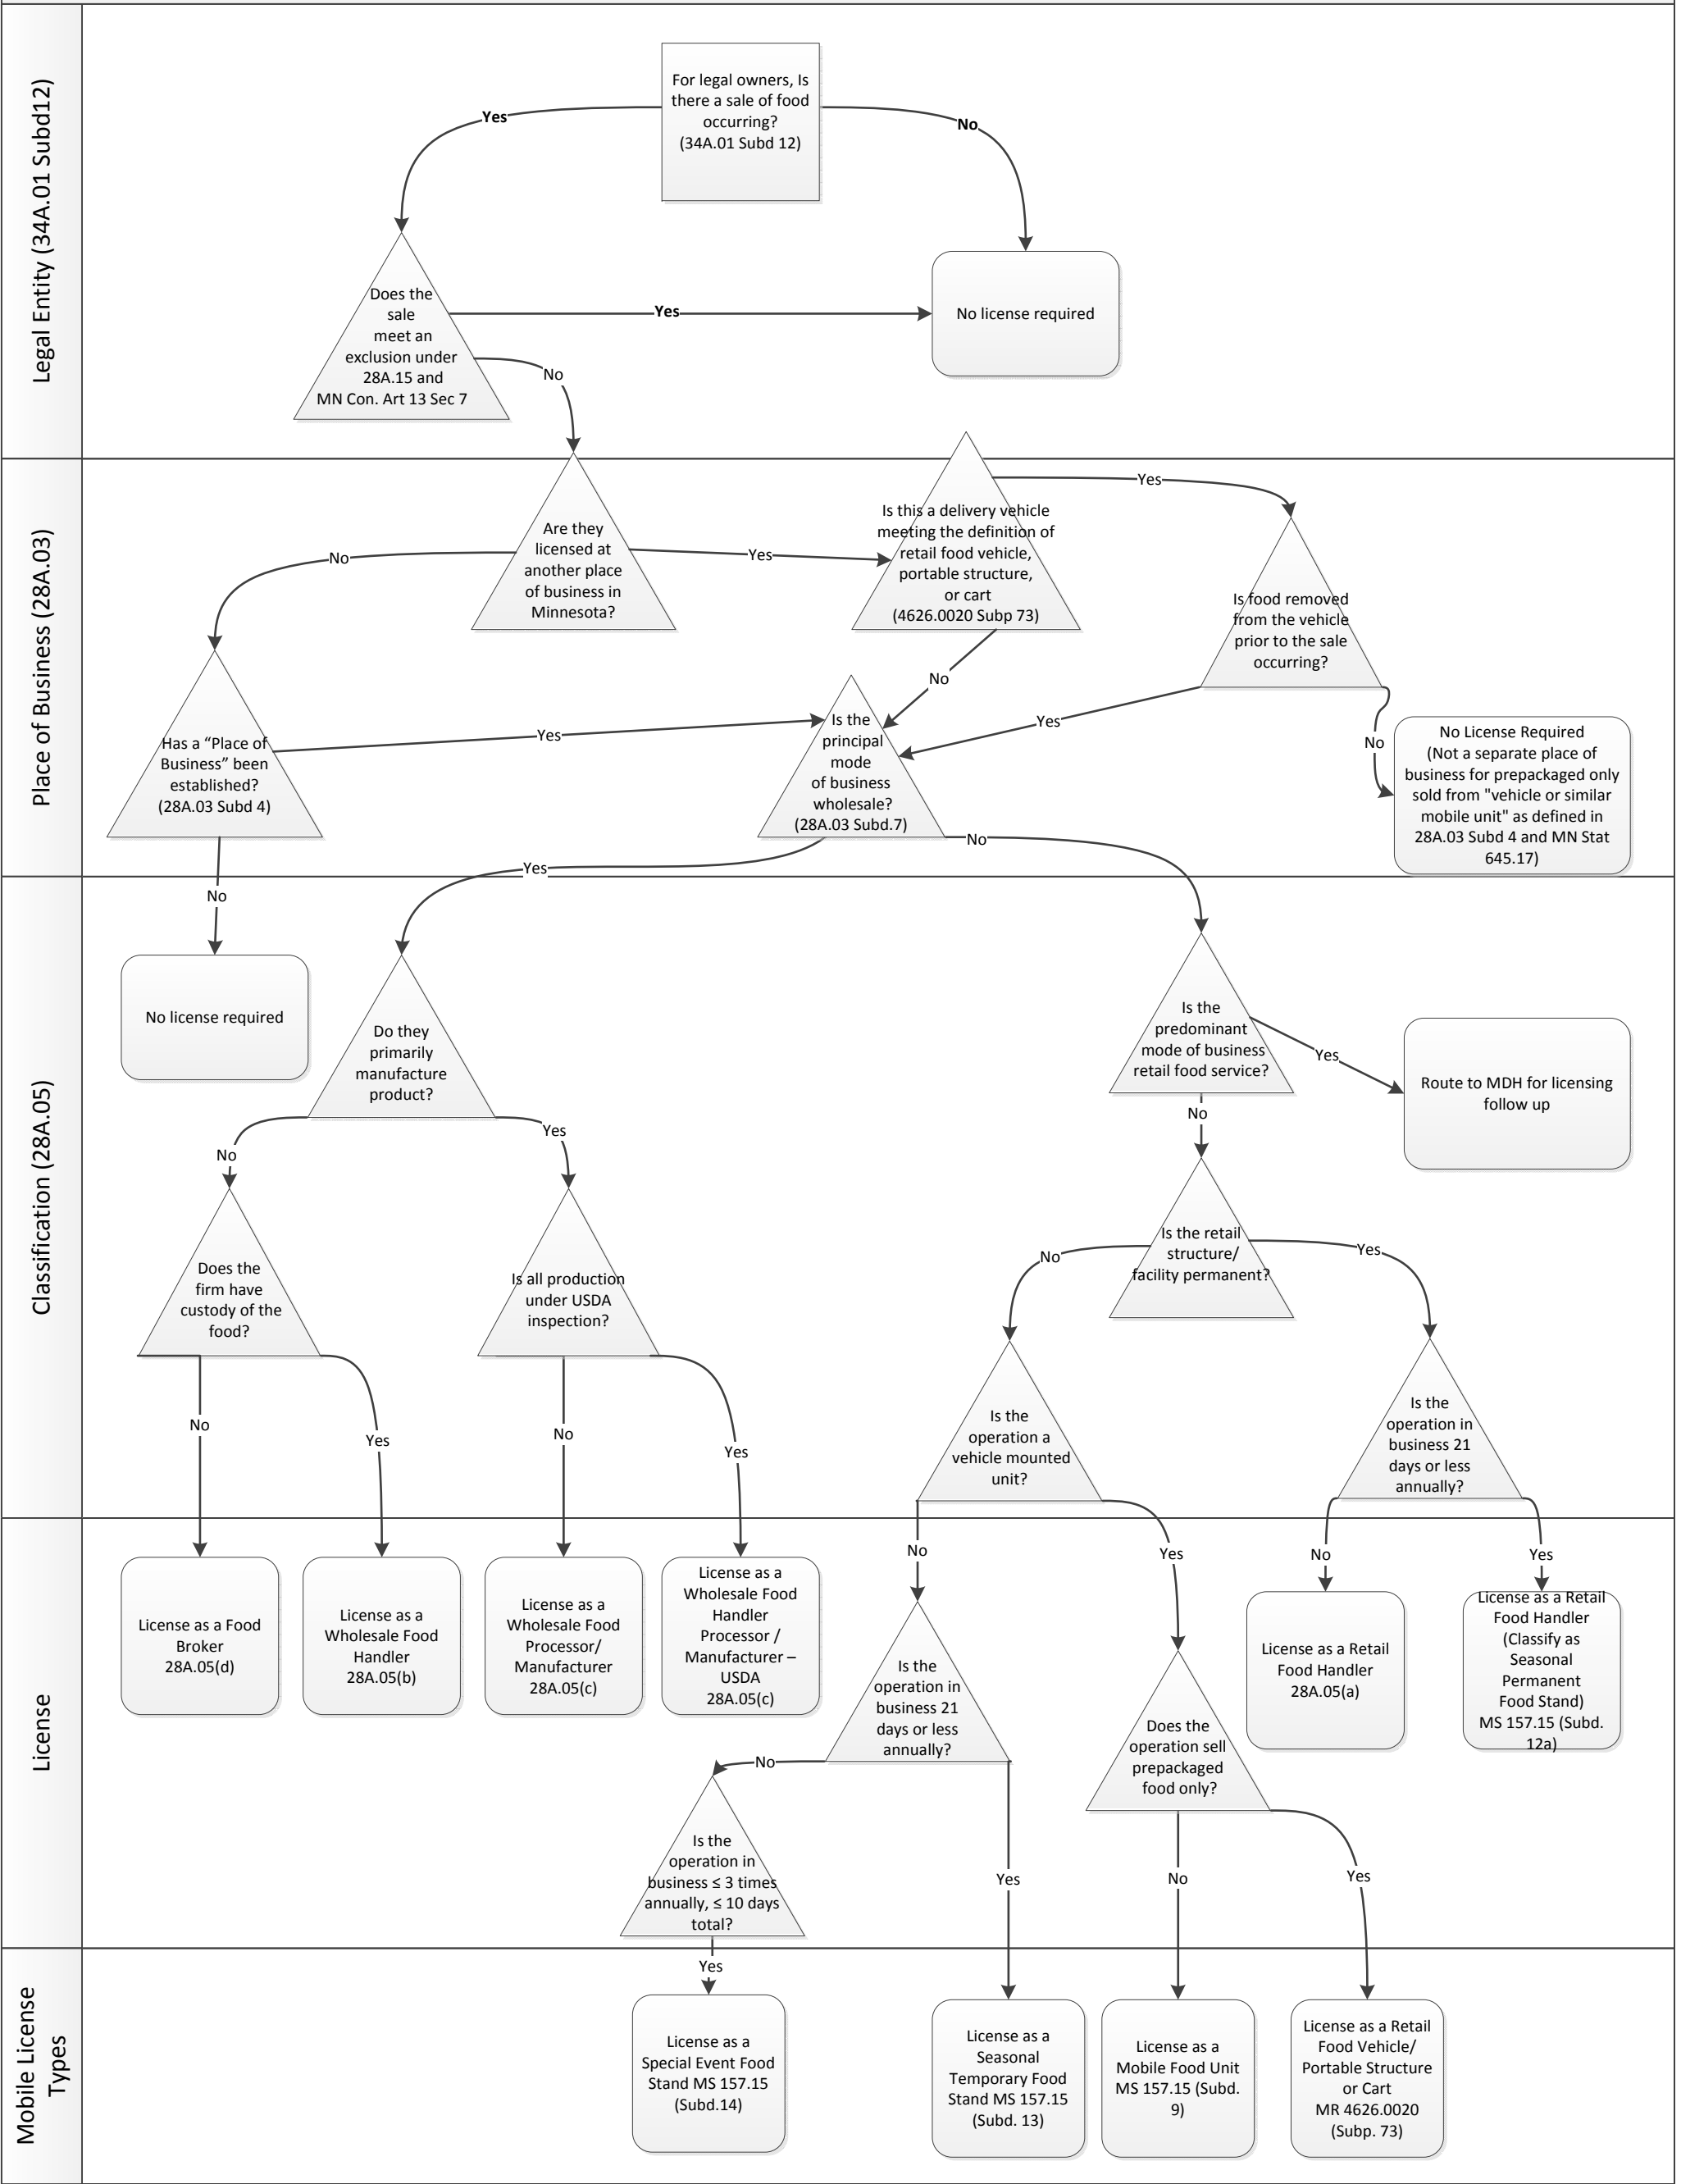 Legal Entity (34A.01 Subd12)
For legal owners, Is
there a sale of food
occurring?
(34A.01 Subd 12)
Yes
No
Does the
sale
meet an
exclusion under
28A.15 and
MN Con. Art 13 Sec 7
Yes
No license required
No
Place of Business (28A.03)
Are they
licensed at
another place
of business in
Minnesota?
No
Yes
Is this a delivery vehicle
meeting the definition of
retail food vehicle,
portable structure,
or cart
(4626.0020 Subp 73)
Yes
No
Is food removed
from the vehicle
prior to the sale
occurring?
Yes
No
Has a “Place of
Business” been
established?
(28A.03 Subd 4)
Yes
Is the
principal
mode
of business
wholesale?
(28A.03 Subd.7)
No License Required
(Not a separate place of
business for prepackaged only
sold from "vehicle or similar
mobile unit" as defined in
28A.03 Subd 4 and MN Stat
645.17)
Yes
No
No
Classification (28A.05)
No license required
Do they
primarily
manufacture
product?
Is the
predominant
mode of business
retail food service?
Yes
Route to MDH for licensing
follow up
No
No
Yes
Does the
firm have
custody of the
food?
Is all production
under USDA
inspection?
Is the retail
structure/
facility permanent?
No
Yes
Is the
operation a
vehicle mounted
unit?
Is the
operation in
business 21
days or less
annually?
No
Yes
No
Yes
License
No
Yes
No
Yes
License as a Food
Broker
28A.05(d)
License as a
Wholesale Food
Handler
28A.05(b)
License as a
Wholesale Food
Processor/
Manufacturer
28A.05(c)
License as a
Wholesale Food
Handler
Processor /
Manufacturer –
USDA
28A.05(c)
Is the
operation in
business 21
days or less
annually?
Does the
operation sell
prepackaged
food only?
License as a Retail
Food Handler
28A.05(a)
License as a Retail
Food Handler
(Classify as
Seasonal
Permanent
Food Stand)
MS 157.15 (Subd.
12a)
No
Yes
No
Yes
Is the
operation in
business ≤ 3 times
annually, ≤ 10 days
total?
Yes
Mobile License
Types
License as a
Special Event Food
Stand MS 157.15
(Subd.14)
License as a
Seasonal
Temporary Food
Stand MS 157.15
(Subd. 13)
License as a
Mobile Food Unit
MS 157.15 (Subd.
9)
License as a Retail
Food Vehicle/
Portable Structure
or Cart
MR 4626.0020
(Subp. 73)